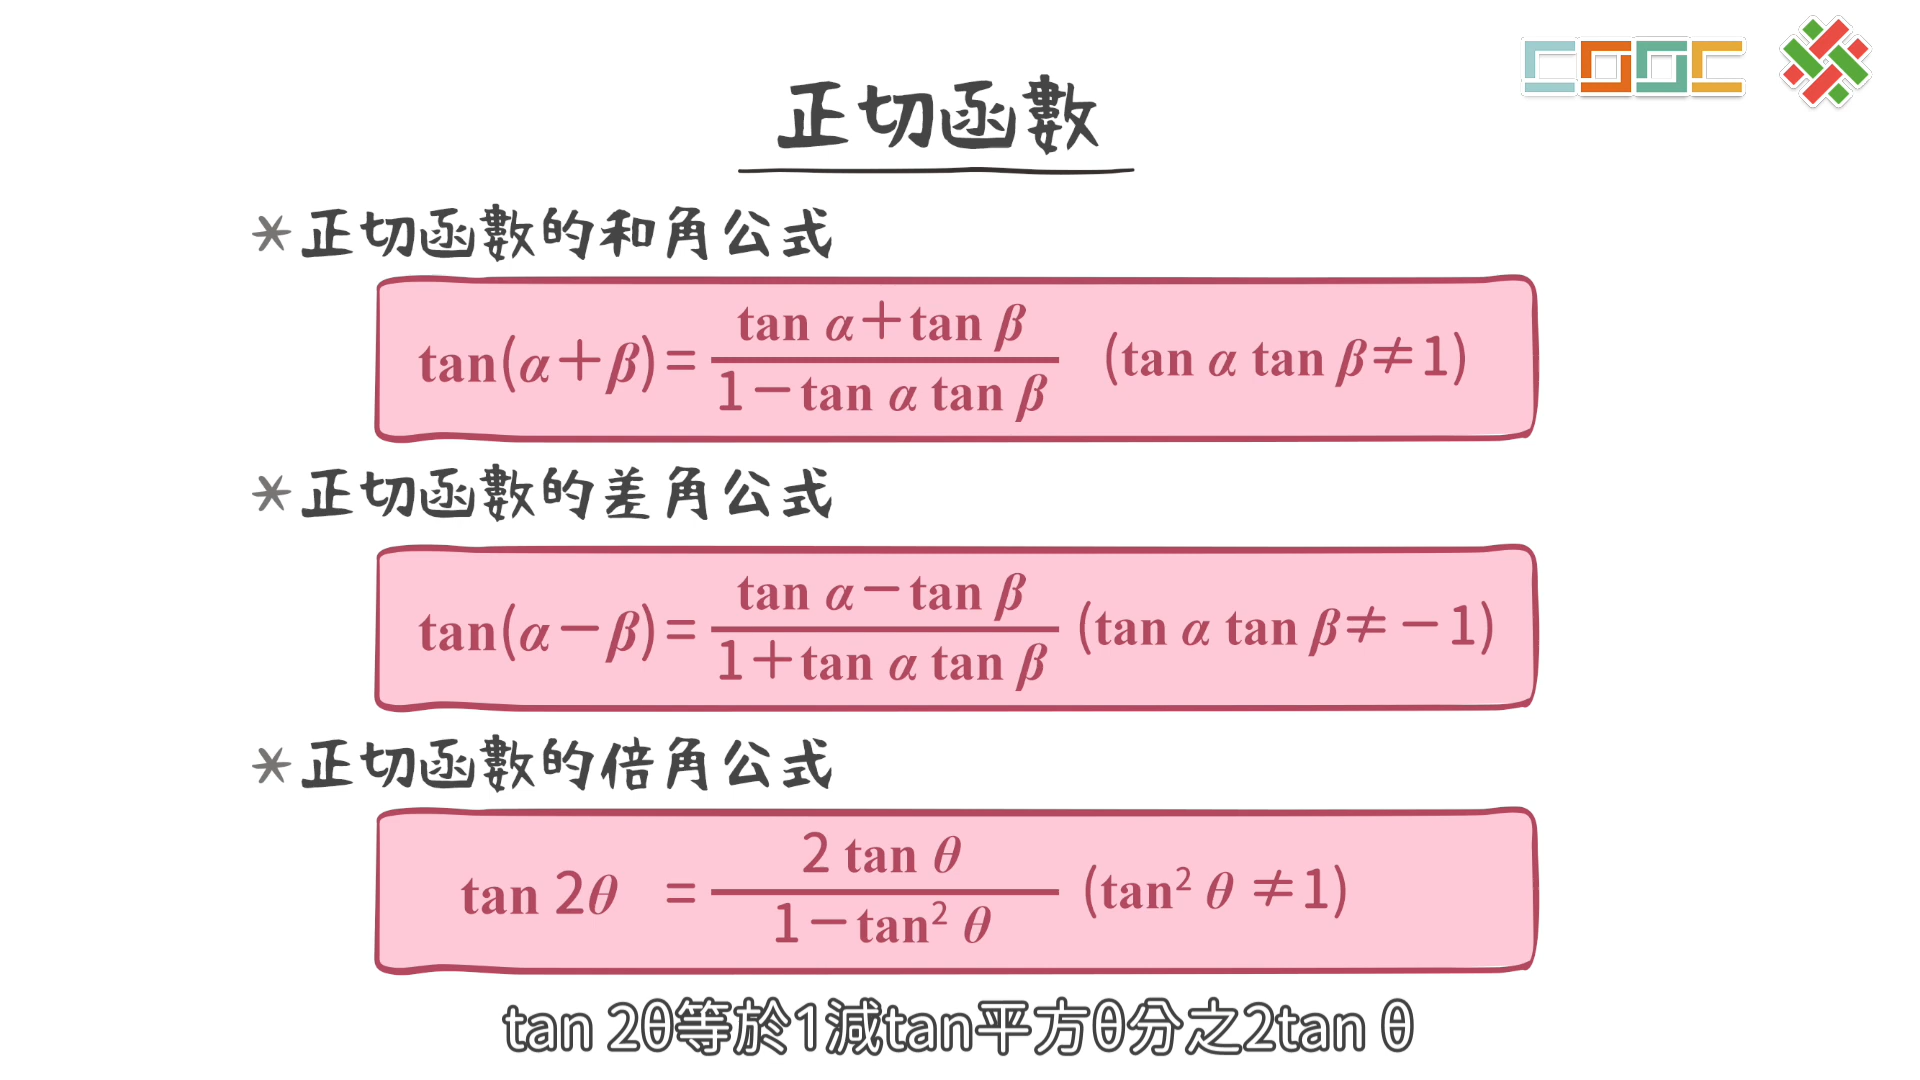 COOC
正切函數
＊正切函數的和角公式
tan(α＋β)＝ (tan α＋tan β)/(1－tan α tan β) (tan α tan β≠1)
＊正切函數的差角公式
tan(α－β)＝ (tan α－tan β)/(1＋tan α tan β) (tan α tan β≠－1)
＊正切函數的倍角公式
tan 2θ ＝ (2 tan θ)/(1－tan² θ) (tan² θ ≠1)
tan 2θ等於1減tan平方θ分之2tan θ